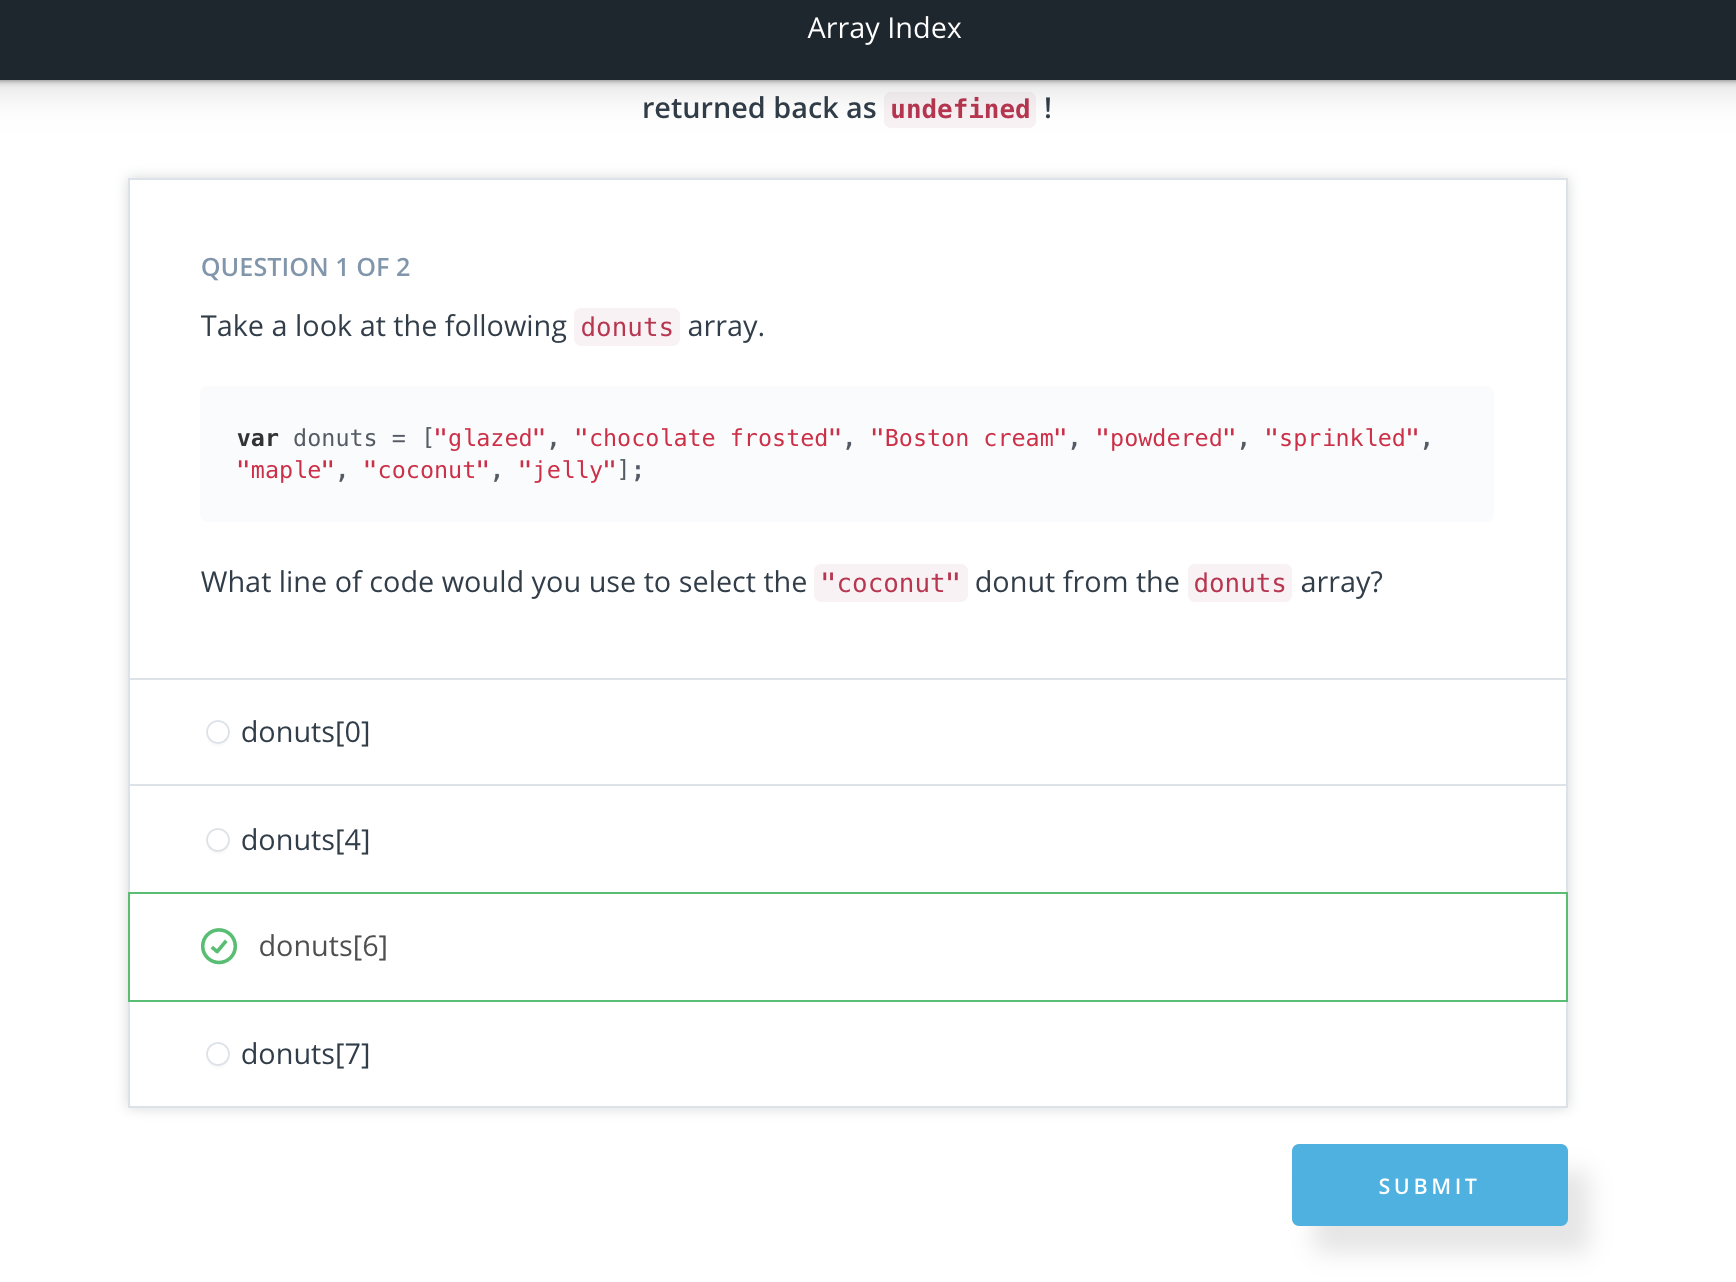 Array Index
returned back as undefined !
QUESTION 1 OF 2
Take a look at the following donuts array.
var donuts = ["glazed", "chocolate frosted", "Boston cream", "powdered", "sprinkled",
"maple", "coconut", "jelly"];
What line of code would you use to select the "coconut" donut from the donuts array?
donuts[0]
donuts[4]
donuts[6]
donuts[7]
SUBMIT